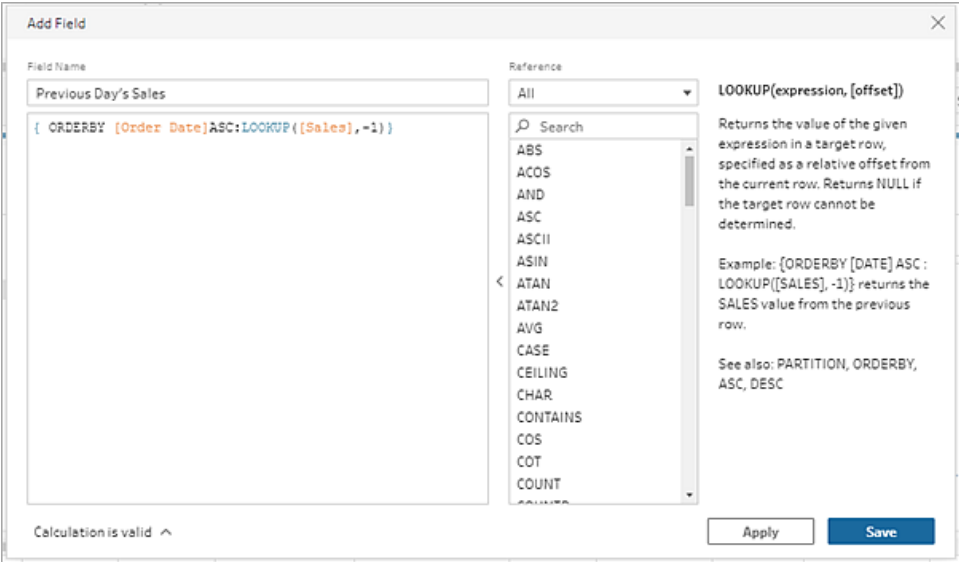 Add Field
Field Name
Previous Day's Sales
{ ORDERBY [Order Date]ASC:LOOKUP([Sales],-1)}
Calculation is valid
Reference
All
Search
ABS
ACOS
AND
ASC
ASCII
ASIN
ATAN
ATAN2
AVG
CASE
CEILING
CHAR
CONTAINS
COS
COT
COUNT
LOOKUP(expression, [offset])
Returns the value of the given
expression in a target row,
specified as a relative offset from
the current row. Returns NULL if
the target row cannot be
determined.
Example: {ORDERBY [DATE] ASC :
LOOKUP([SALES], -1)} returns the
SALES value from the previous
row.
See also: PARTITION, ORDERBY,
ASC, DESC
Apply
Save